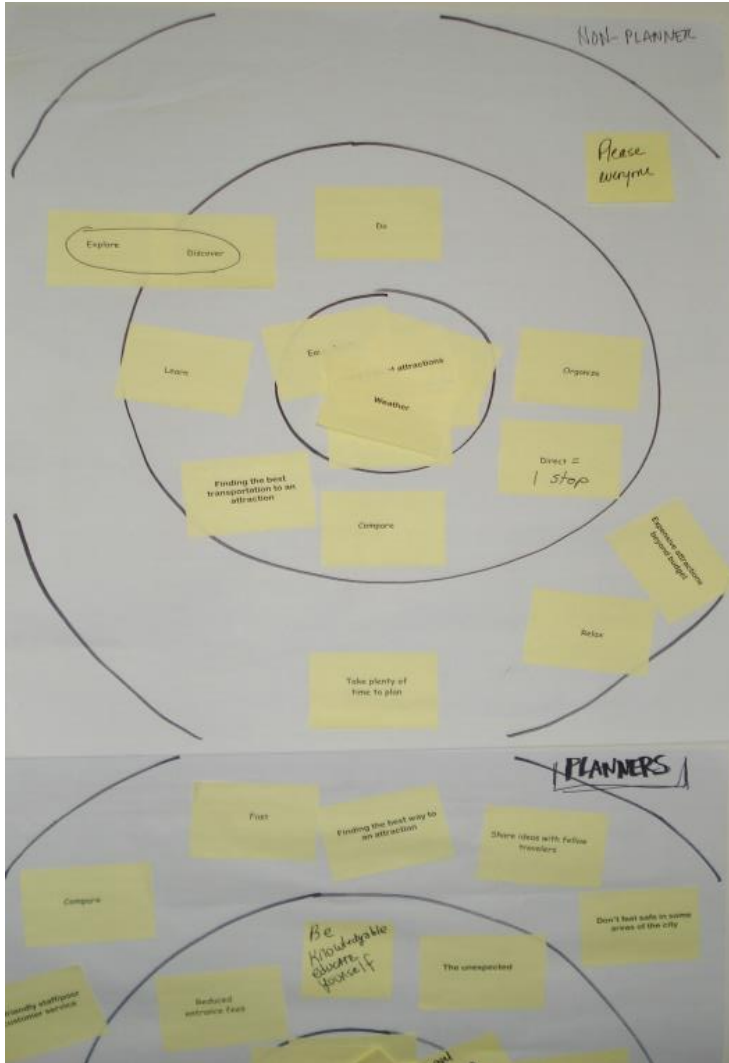 NON-PLANNER
Please
everyone
Do
Explore
Discover
attractions
Learn
Organize
Weather
Direct =
1 stop
Finding the best
transportation to an
attraction
Compare
Expensive attractions
beyond budget
Relax
Take plenty of
time to plan
PLANNERS
Fast
Finding the best way to
an attraction
Share ideas with fellow
travelers
Compare
Don't feel safe in some
areas of the city
Be
Knowledgable
educate
yourself
The unexpected
Reduced
entrance fees
staff/poor
customer service